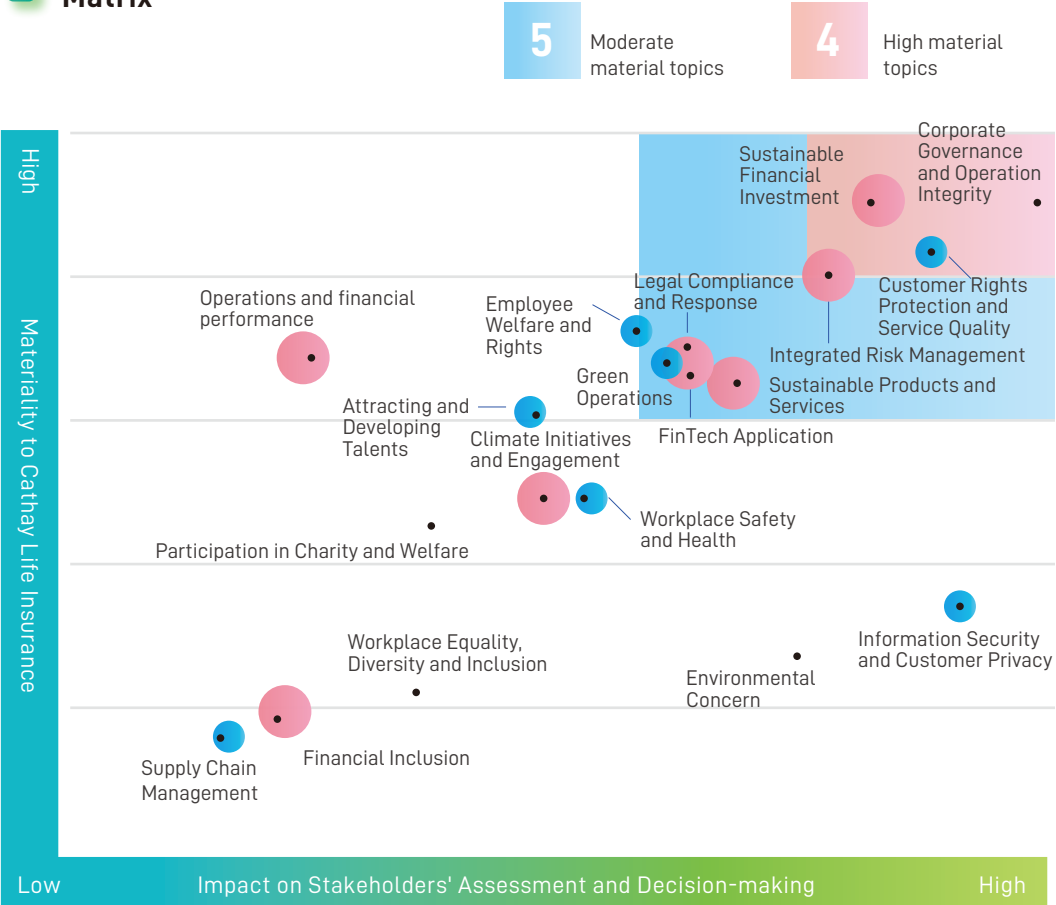 Matrix
5
Moderate
material topics
4
High material
topics
High
Materiality to Cathay Life Insurance
Sustainable
Financial
Investment
Corporate
Governance
and Operation
Integrity
Customer Rights
Protection and
Service Quality
Legal Compliance
and Response
Integrated Risk Management
Operations and financial
performance
Employee
Welfare and
Rights
Green
Operations
Sustainable Products and
Services
FinTech Application
Attracting and
Developing
Talents
Climate Initiatives
and Engagement
Workplace Safety
and Health
Participation in Charity and Welfare
Information Security
and Customer Privacy
Workplace Equality,
Diversity and Inclusion
Environmental
Concern
Financial Inclusion
Supply Chain
Management
Low
Impact on Stakeholders' Assessment and Decision-making
High